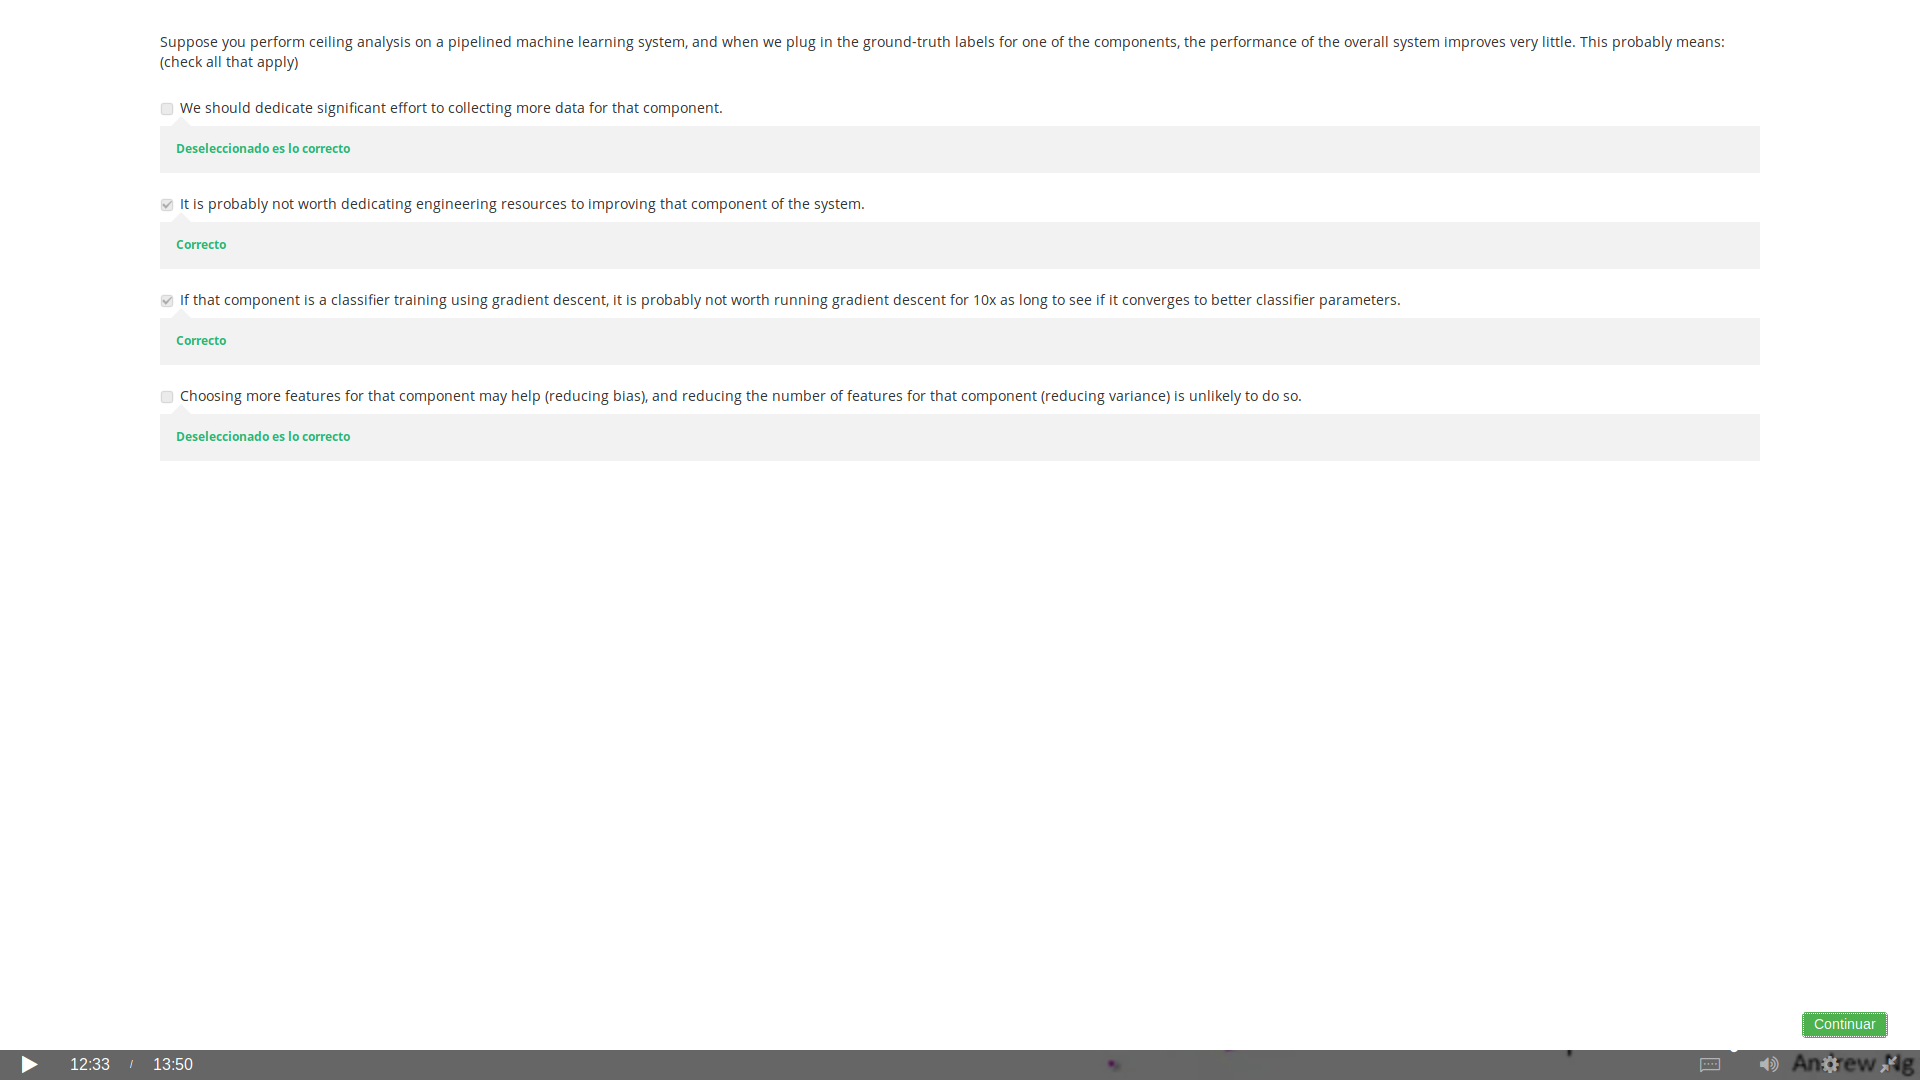 Suppose you perform ceiling analysis on a pipelined machine learning system, and when we plug in the ground-truth labels for one of the components, the performance of the overall system improves very little. This probably means:
(check all that apply)
We should dedicate significant effort to collecting more data for that component.
Deseleccionado es lo correcto
It is probably not worth dedicating engineering resources to improving that component of the system.
Correcto
If that component is a classifier training using gradient descent, it is probably not worth running gradient descent for 10x as long to see if it converges to better classifier parameters.
Correcto
Choosing more features for that component may help (reducing bias), and reducing the number of features for that component (reducing variance) is unlikely to do so.
Deseleccionado es lo correcto
Continuar
12:33 / 13:50
Andrew Ng